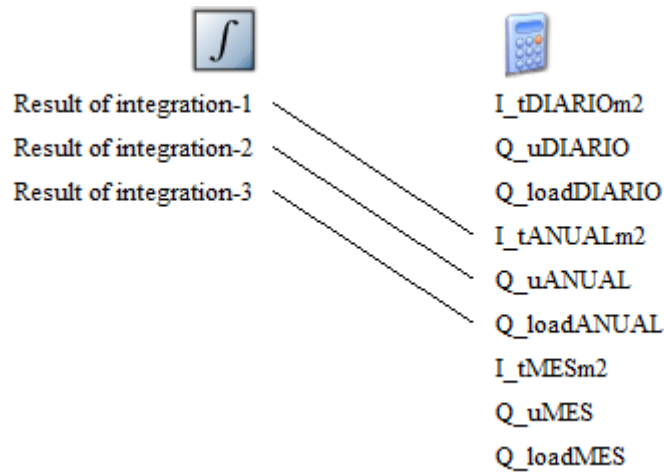 ∫
Result of integration-1
Result of integration-2
Result of integration-3
I_tDIARIOm2
Q_uDIARIO
Q_loadDIARIO
I_tANUALm2
Q_uANUAL
Q_loadANUAL
I_tMESm2
Q_uMES
Q_loadMES